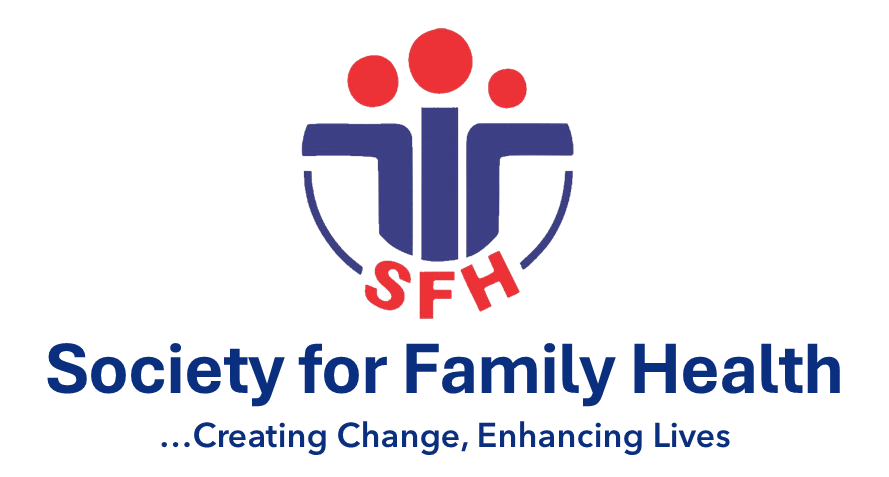 SFH
Society for Family Health
...Creating Change, Enhancing Lives